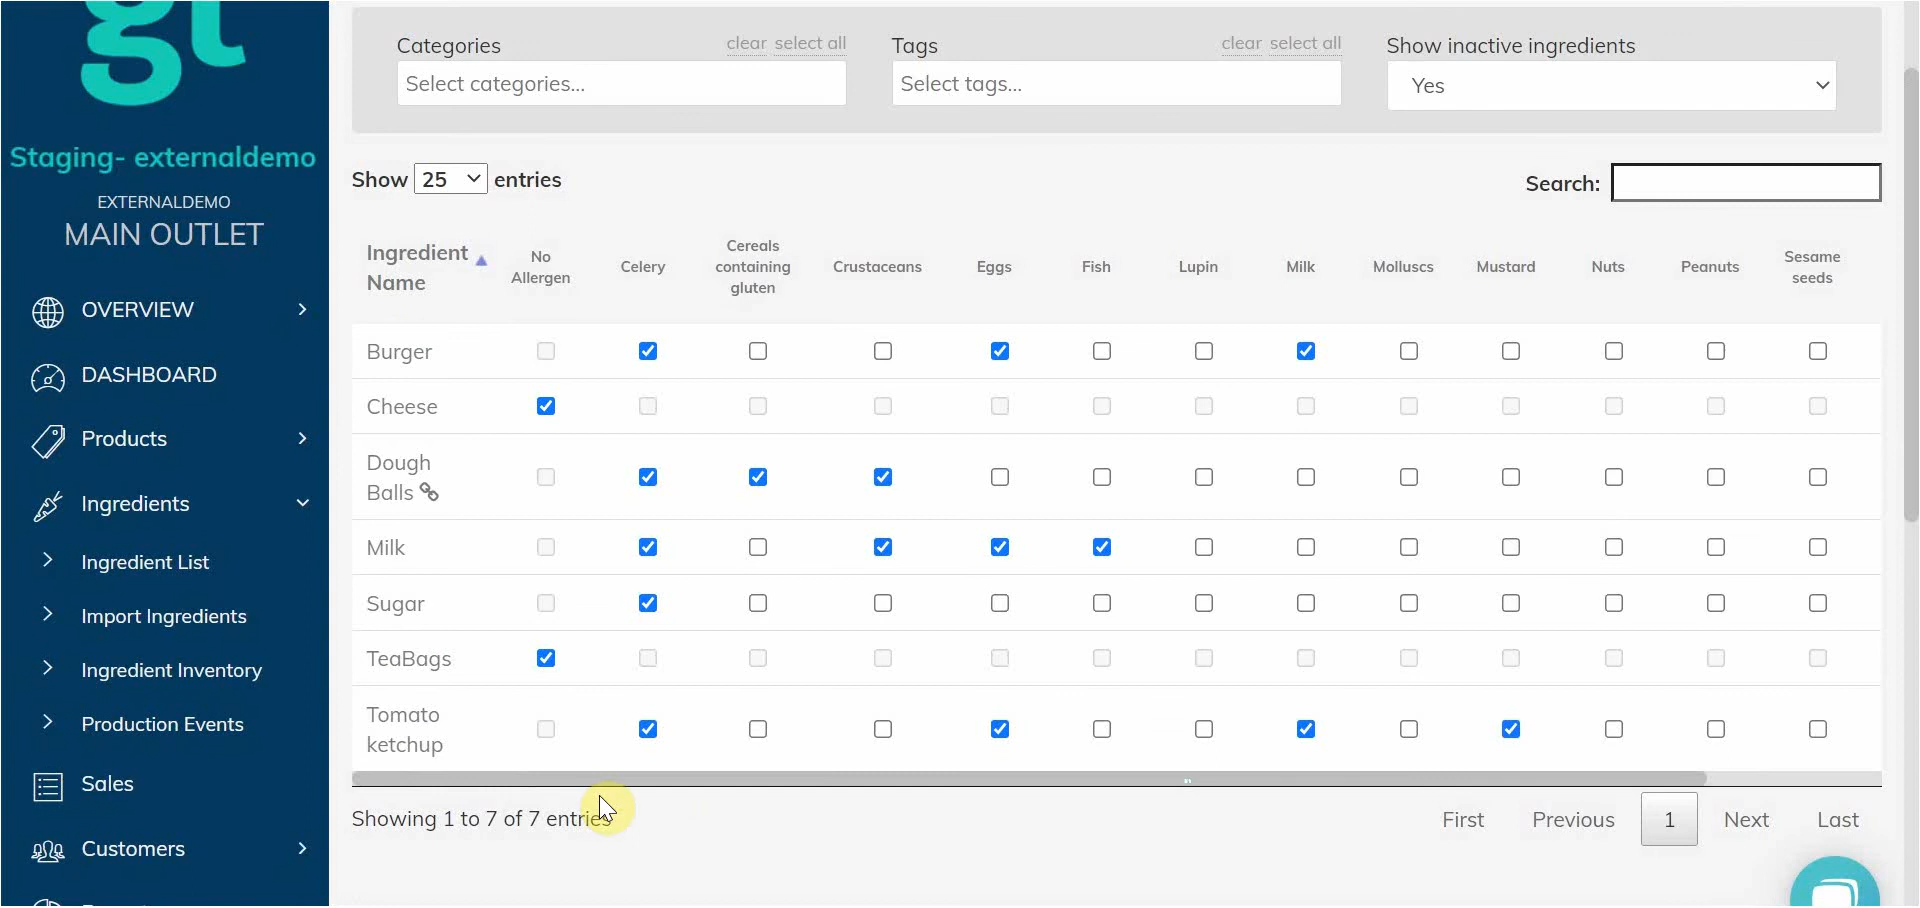 gt
Staging- externaldemo
EXTERNALDEMO
MAIN OUTLET
OVERVIEW
DASHBOARD
Products
Ingredients
Ingredient List
Import Ingredients
Ingredient Inventory
Production Events
Sales
Customers
Categories clear select all
Select categories...
Tags clear select all
Select tags...
Show inactive ingredients
Yes
Show 25 entries
Search:
Ingredient Name
No Allergen
Celery
Cereals containing gluten
Crustaceans
Eggs
Fish
Lupin
Milk
Molluscs
Mustard
Nuts
Peanuts
Sesame seeds
Burger
Cheese
Dough
Balls
Milk
Sugar
TeaBags
Tomato
ketchup
Showing 1 to 7 of 7 entries
First Previous 1 Next Last